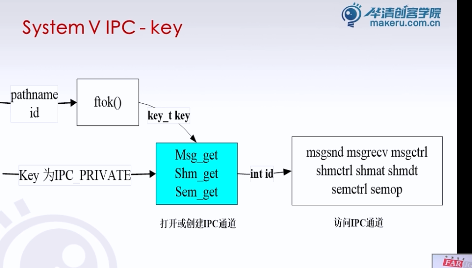 System V IPC - key
华清创客学院
makeru.com.cn
pathname
id
ftok()
key_t key
Key 为IPC_PRIVATE
Msg_get
Shm_get
Sem_get
int id
msgsnd msgrecv msgctrl
shmctrl shmat shmdt
semctrl semop
打开或创建IPC通道
访问IPC通道